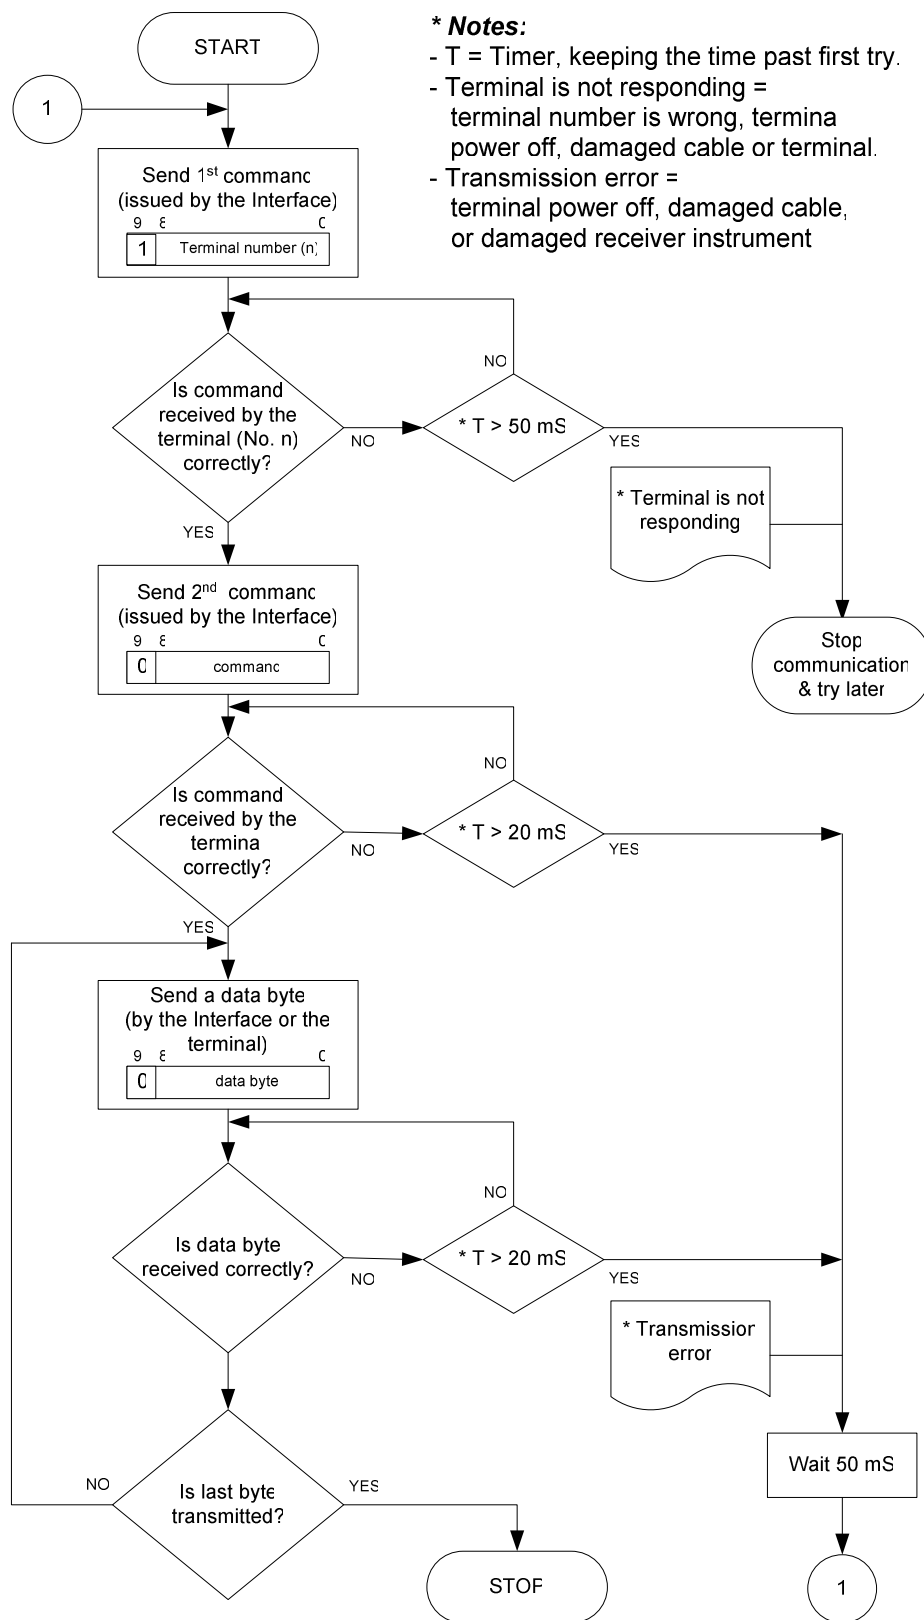 START
1
* Notes:
- T = Timer, keeping the time past first try.
- Terminal is not responding =
terminal number is wrong, termina
power off, damaged cable or terminal.
- Transmission error =
terminal power off, damaged cable,
or damaged receiver instrument
Send 1st command
(issued by the Interface)
9 8 0
1 Terminal number (n)
Is command
received by the
terminal (No. n)
correctly?
NO
* T > 50 mS
NO
YES
* Terminal is not
responding
Stop
communication
& try later
YES
Send 2nd command
(issued by the Interface)
9 8 0
0 command
Is command
received by the
termina
correctly?
NO
* T > 20 mS
NO
YES
YES
Send a data byte
(by the Interface or the
terminal)
9 8 0
0 data byte
Is data byte
received correctly?
NO
* T > 20 mS
NO
YES
* Transmission
error
Wait 50 mS
1
Is last byte
transmitted?
NO
YES
STOP